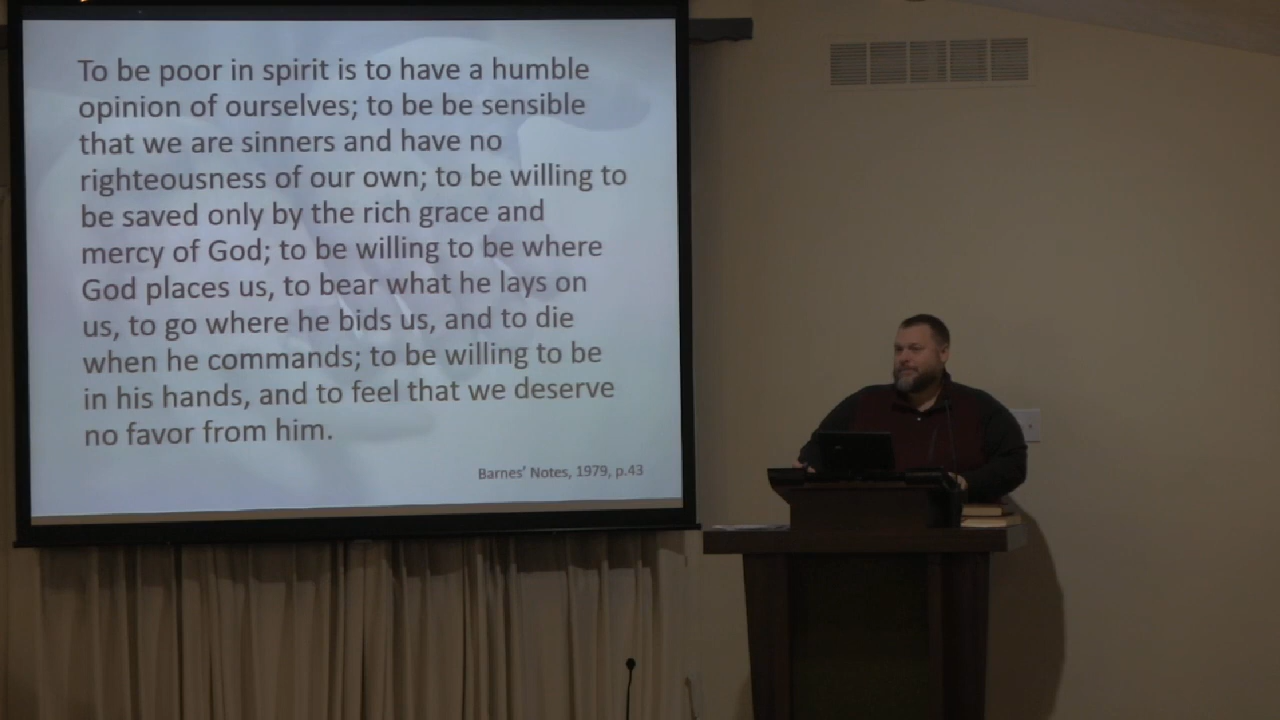 To be poor in spirit is to have a humble
opinion of ourselves; to be be sensible
that we are sinners and have no
righteousness of our own; to be willing to
be saved only by the rich grace and
mercy of God; to be willing to be where
God places us, to bear what he lays on
us, to go where he bids us, and to die
when he commands; to be willing to be
in his hands, and to feel that we deserve
no favor from him.
Barnes' Notes, 1979, p.43